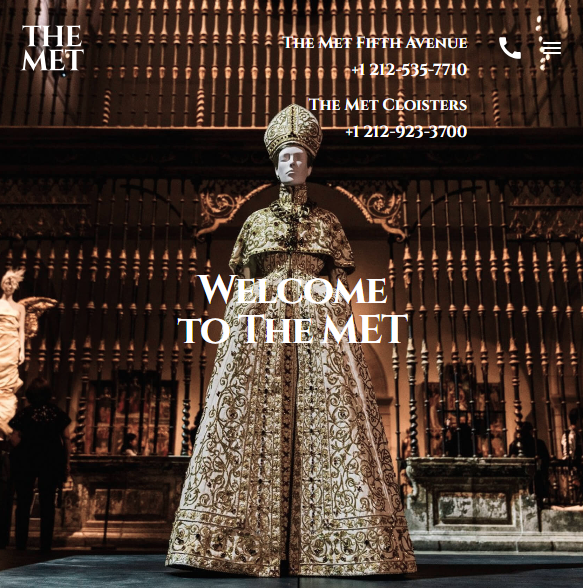 THE
MET
The Met Fifth Avenue
+1 212-535-7710
The Met Cloisters
+1 212-923-3700
Welcome
to The MET